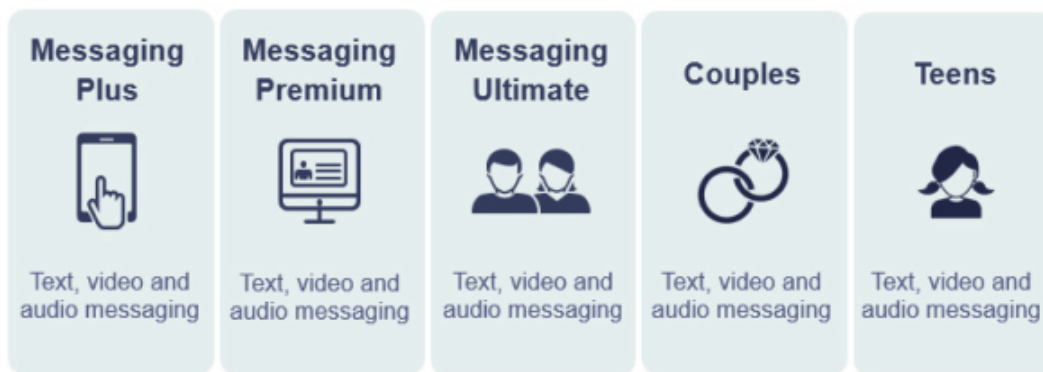 Messaging
Plus
Text, video and
audio messaging
Messaging
Premium
Text, video and
audio messaging
Messaging
Ultimate
Text, video and
audio messaging
Couples
Text, video and
audio messaging
Teens
Text, video and
audio messaging